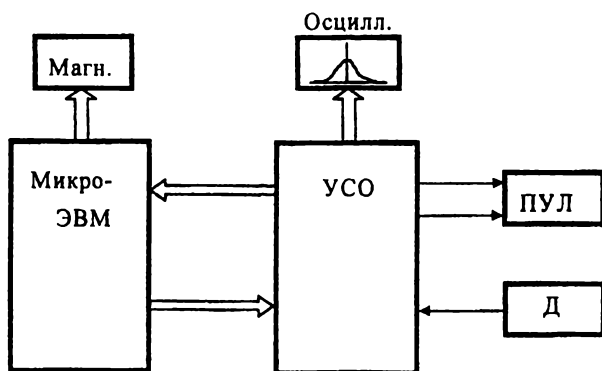 Осцилл.
Магн.
Микро-
ЭВМ
УСО
ПУЛ
Д